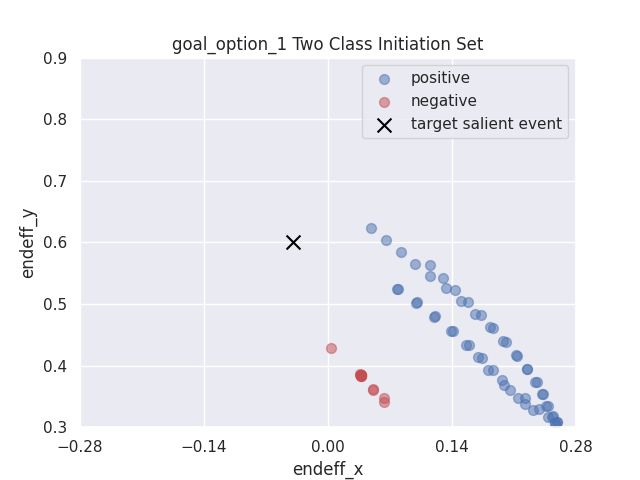 goal_option_1 Two Class Initiation Set
positive
negative
target salient event
0.9
0.8
0.7
0.6
0.5
0.4
0.3
endeff_y
−0.28
−0.14
0.00
0.14
0.28
endeff_x